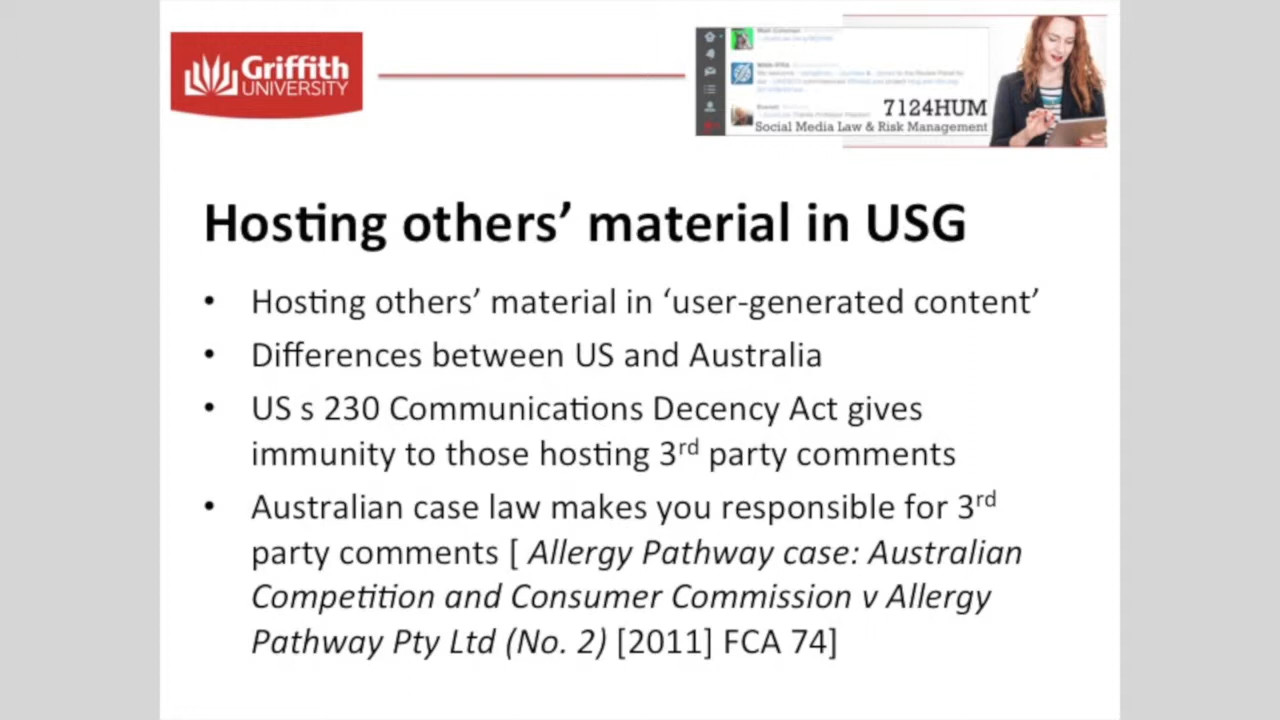 Griffith
UNIVERSITY
7124HUM
Social Media Law & Risk Management
Hosting others’ material in USG
• Hosting others’ material in ‘user-generated content’
• Differences between US and Australia
• US s 230 Communications Decency Act gives
immunity to those hosting 3rd party comments
• Australian case law makes you responsible for 3rd
party comments [ Allergy Pathway case: Australian
Competition and Consumer Commission v Allergy
Pathway Pty Ltd (No. 2) [2011] FCA 74]